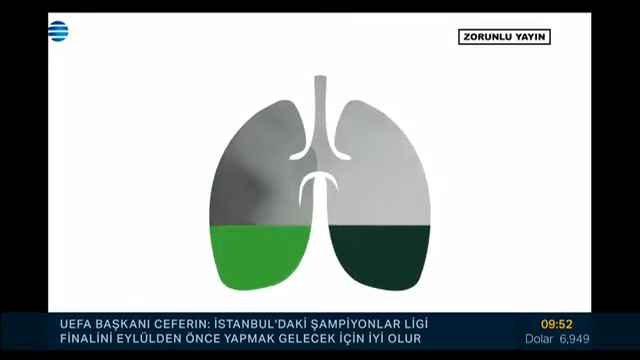 ZORUNLU YAYIN
UEFA BAŞKANI CEFERIN: İSTANBUL'DAKİ ŞAMPİYONLAR LİGİ
FİNALİNİ EYLÜLDEN ÖNCE YAPMAK GELECEK İÇİN İYİ OLUR
09:52
Dolar 6,949